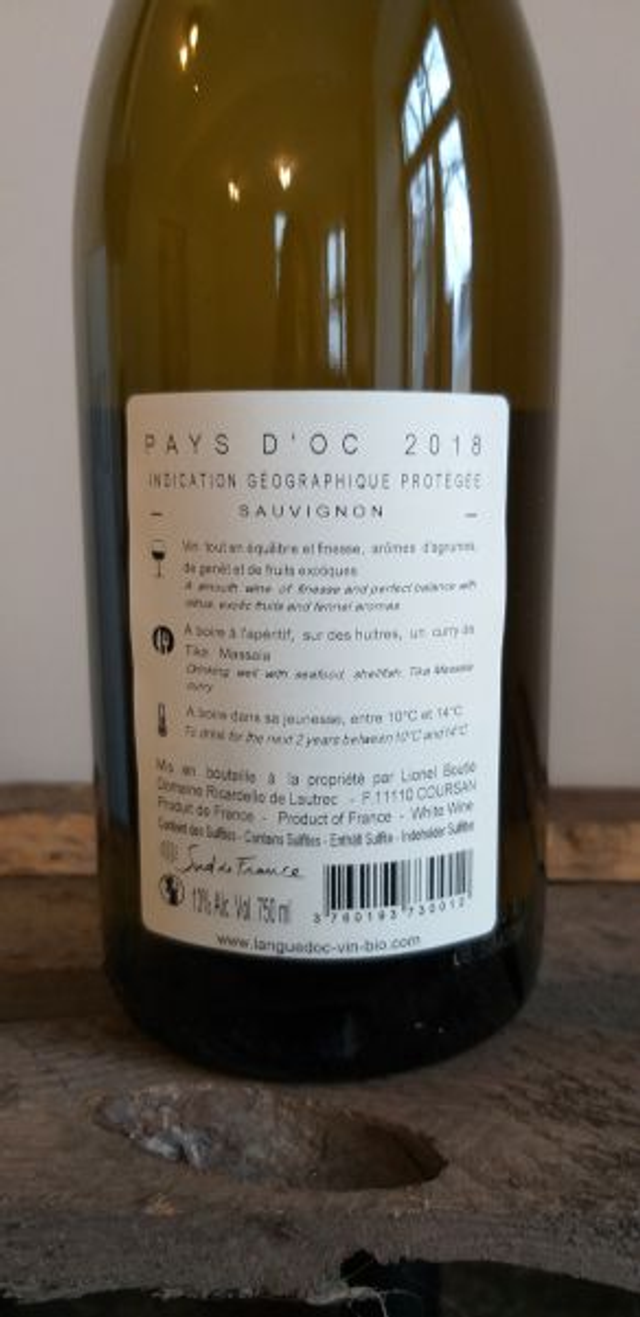 PAYS D'OC 2018
INDICATION GÉOGRAPHIQUE PROTÉGÉE
SAUVIGNON
Vin tout en équilibre et finesse, arômes d'agrumes,
de genêt et de fruits exotiques
A smooth wine of finesse and perfect balance with
citrus, exotic fruits and fennel aromas
A boire à l'apéritif, sur des huitres, un curry de
Tika Massala
Drinking well with seafood, shellfish, Tika Massala
curry
A boire dans sa jeunesse, entre 10°C et 14°C
To drink for the next 2 years between 10°C and 14°C
Mis en bouteille à la propriété par Lionel Boutié
Domaine Ricardelle de Lautrec - F.11110 COURSAN
Produit de France - Product of France - White Wine
Contient des Sulfites - Contains Sulfites - Enthält Sulfite - Indeholder Sulfitter
Sud de France
13% Alc Vol 750 ml
3 760193 730012
www.languedoc-vin-bio.com